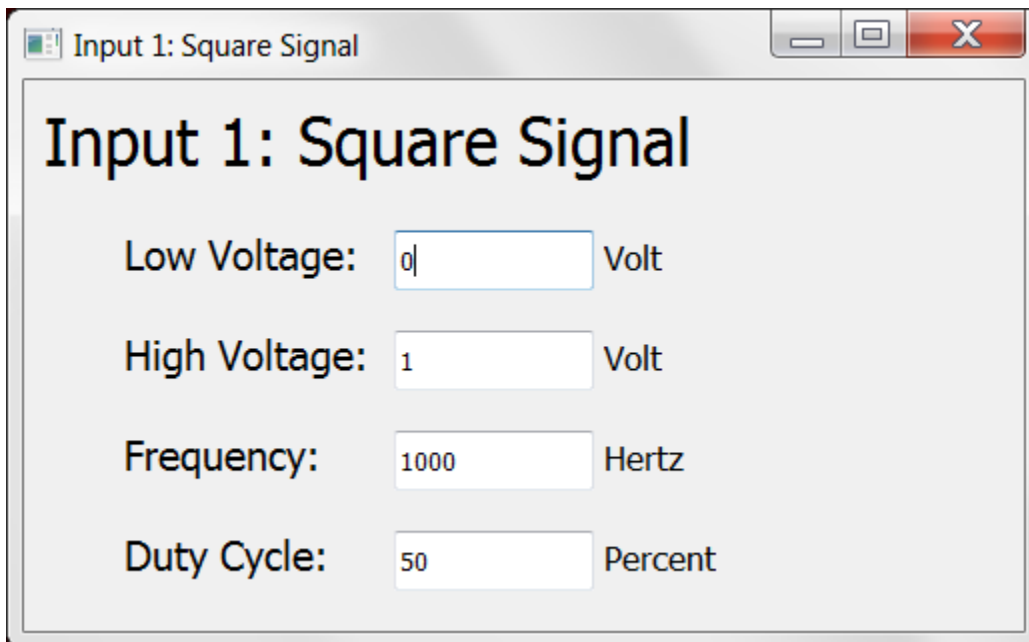 Input 1: Square Signal
Input 1: Square Signal
Low Voltage: 0 Volt
High Voltage: 1 Volt
Frequency: 1000 Hertz
Duty Cycle: 50 Percent